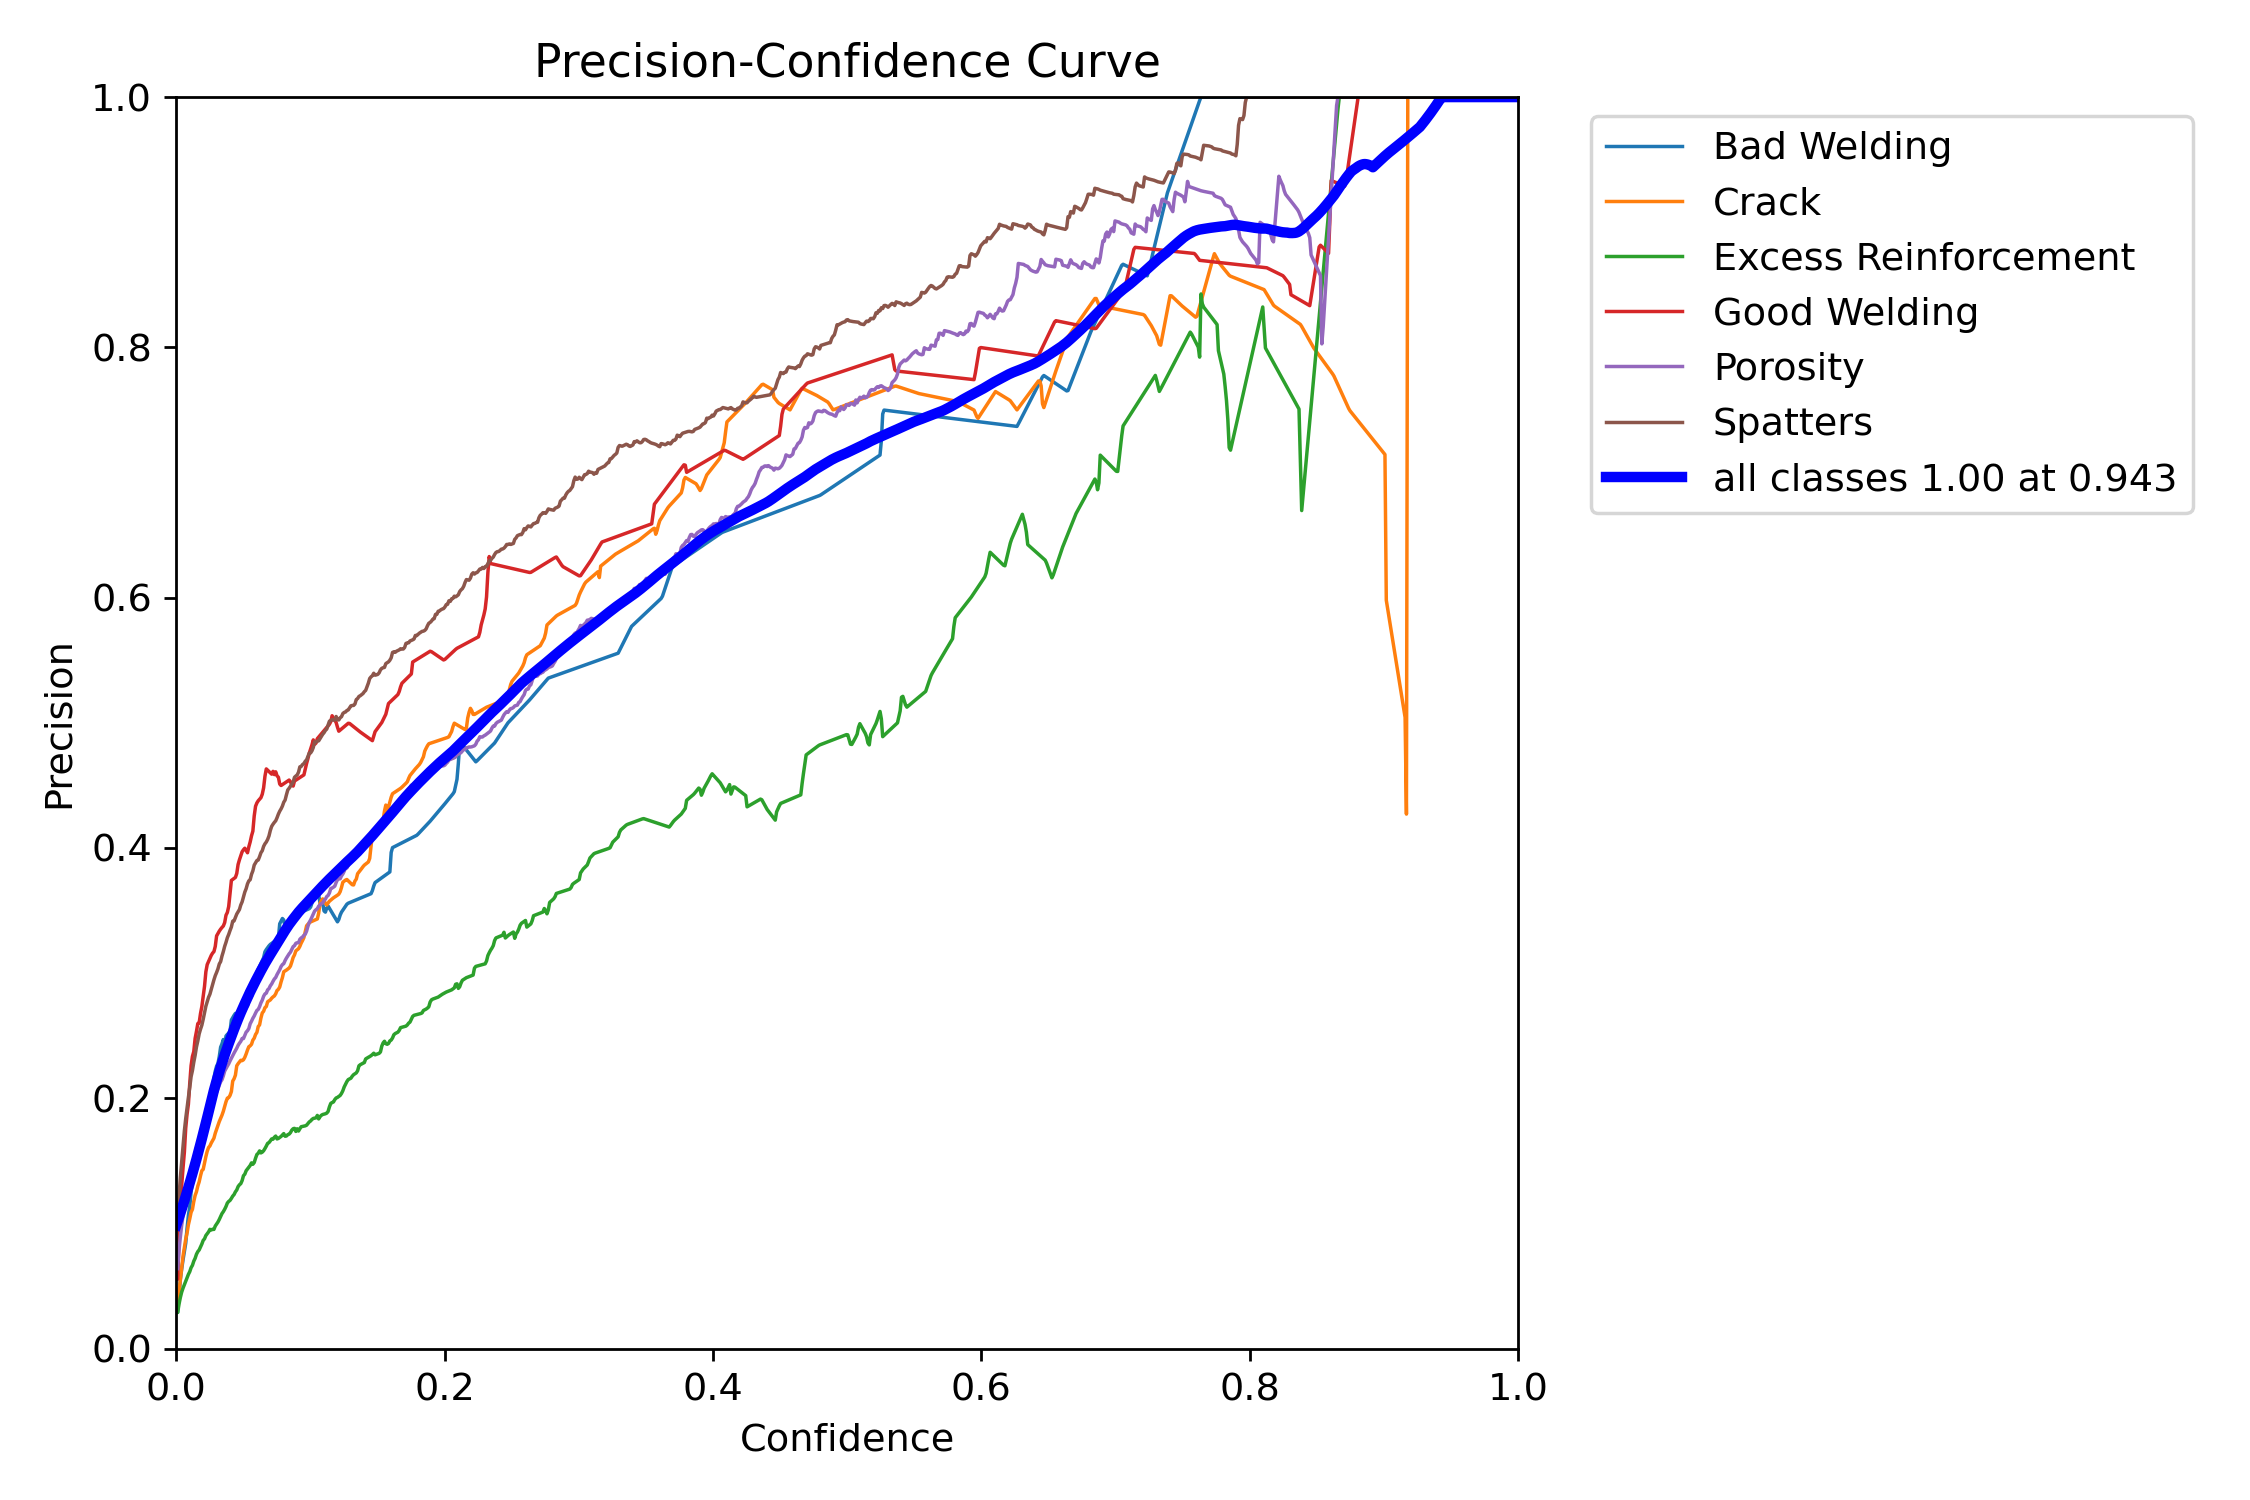 Precision-Confidence Curve
1.0
0.8
0.6
0.4
0.2
0.0
Precision
0.0 0.2 0.4 0.6 0.8 1.0
Confidence
Bad Welding
Crack
Excess Reinforcement
Good Welding
Porosity
Spatters
all classes 1.00 at 0.943